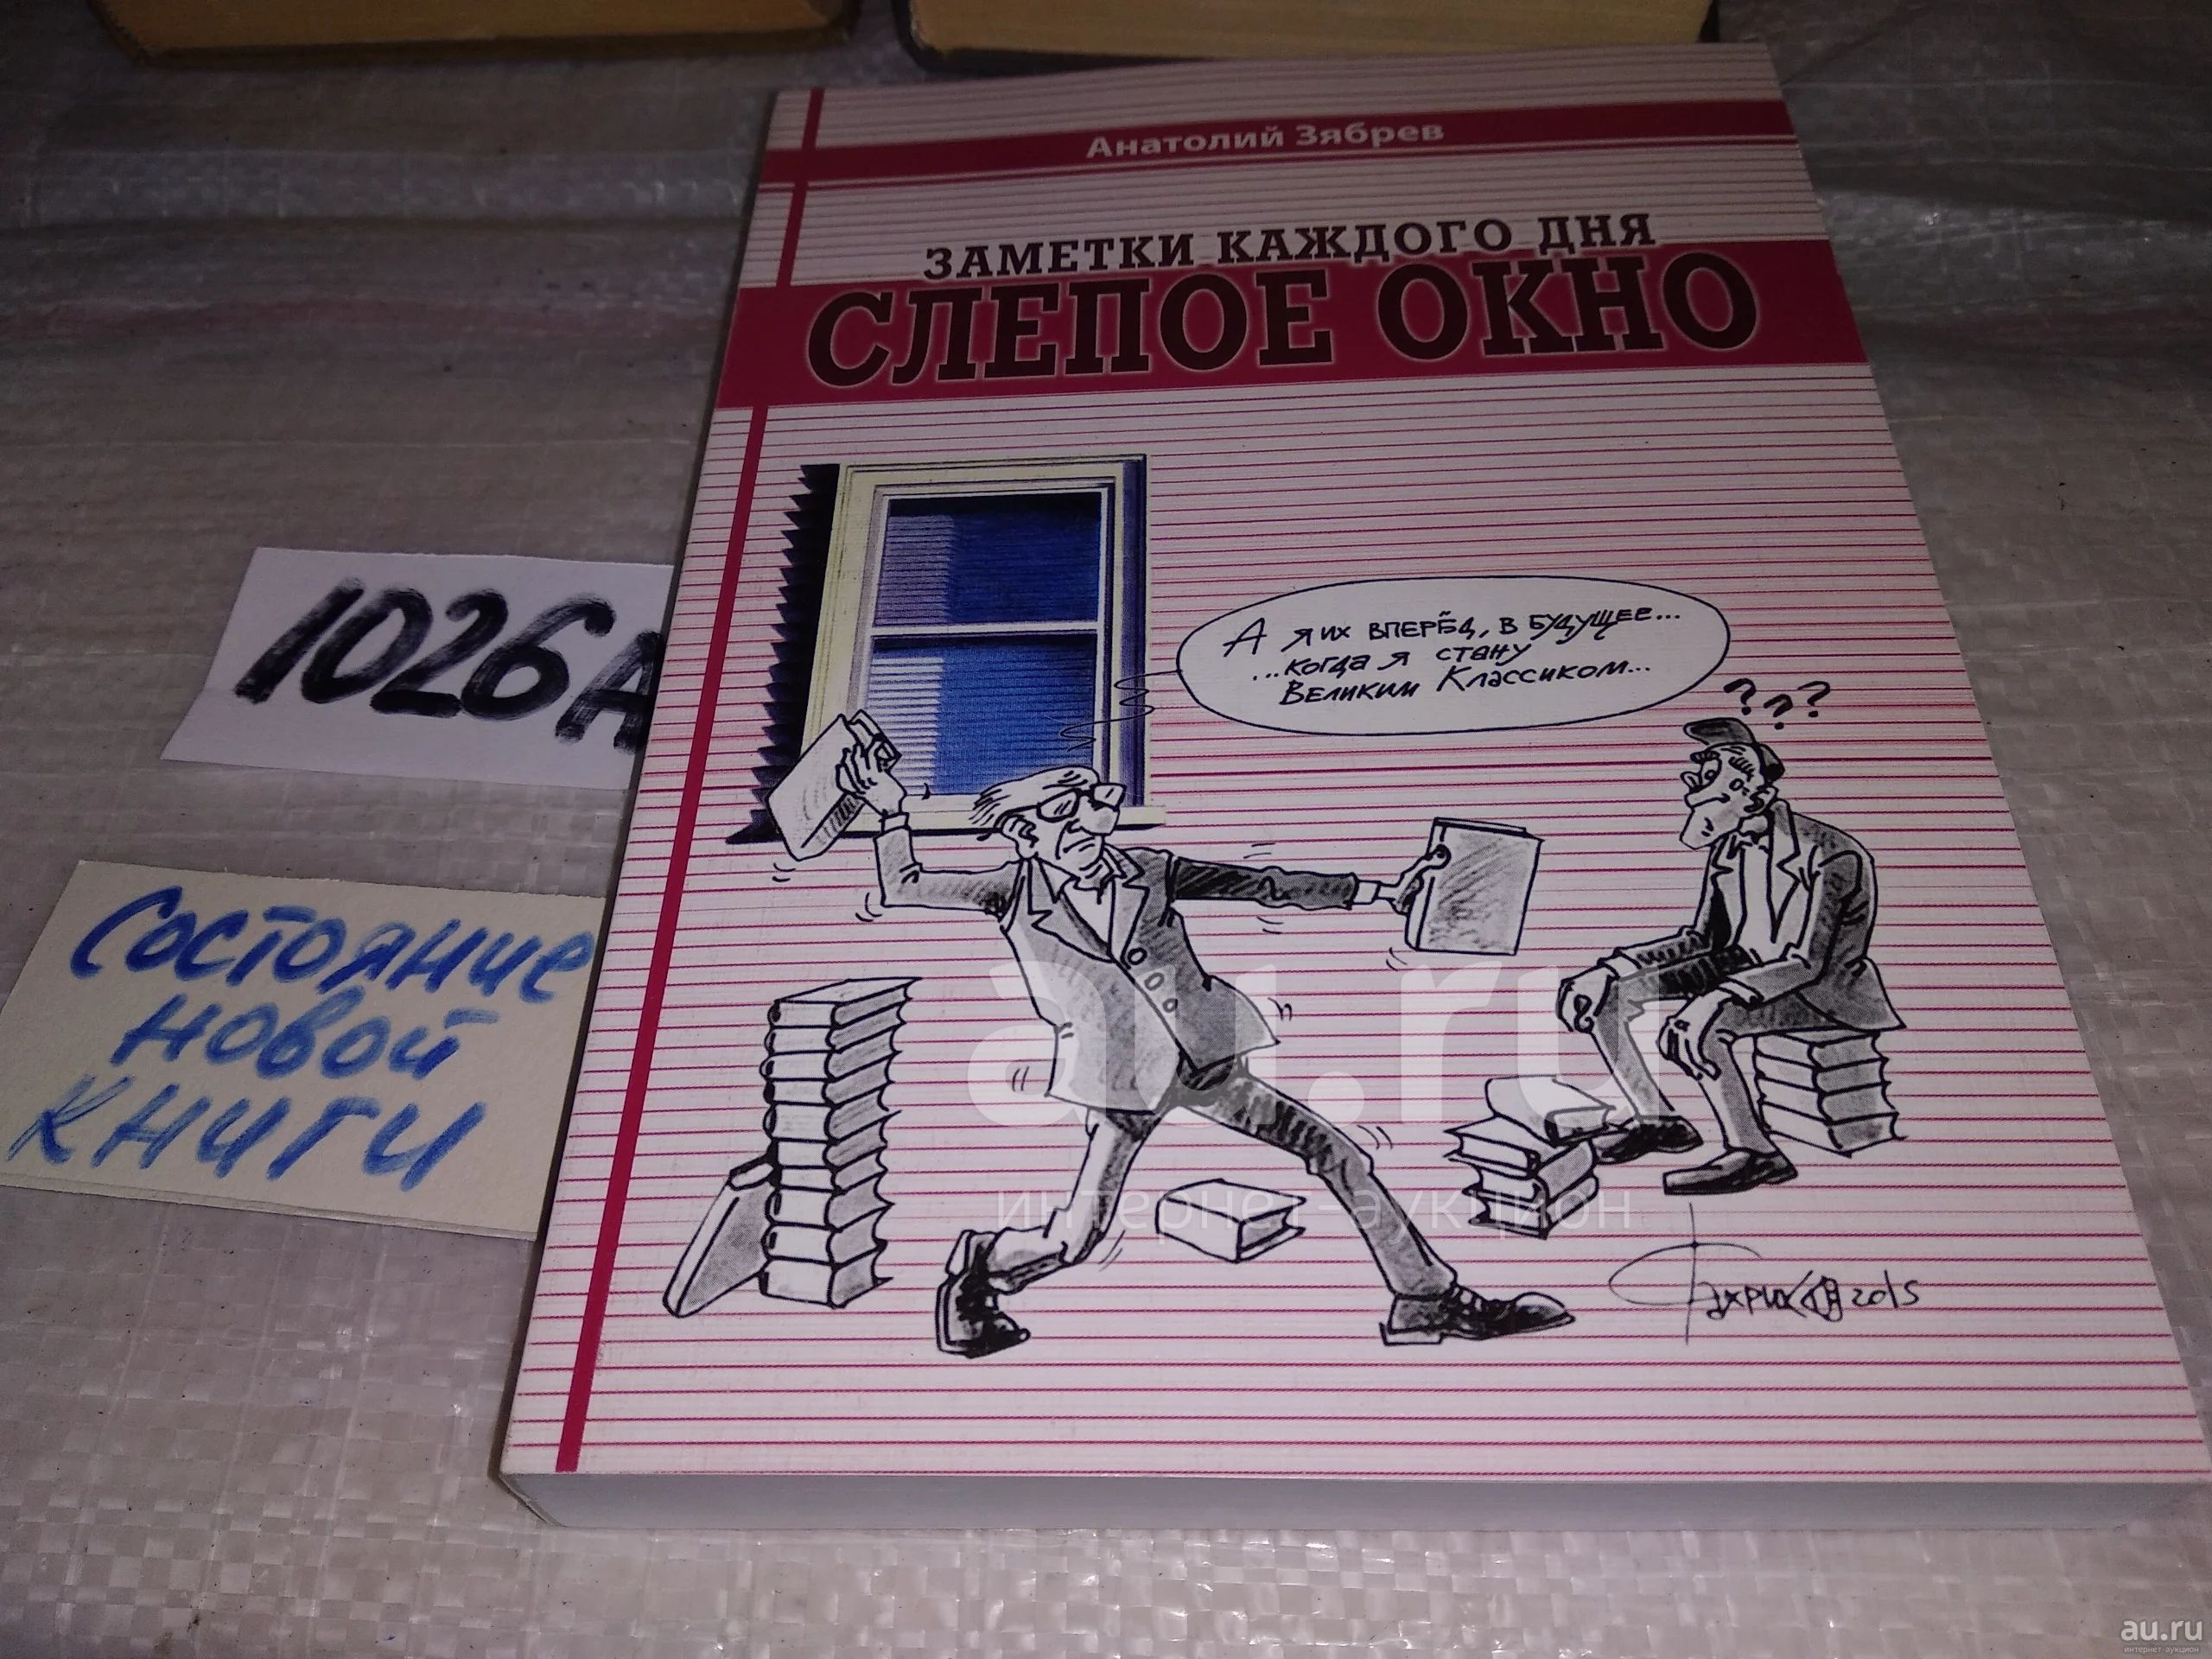 Анатолий Зябрев
ЗАМЕТКИ КАЖДОГО ДНЯ
СЛЕПОЕ ОКНО
А Я ИХ ВПЕРЁД, В БУДУЩЕЕ...
...когда я стану
Великим Классиком...
???
1026А
Состояние
новой
книги
au.ru
интернет-аукцион
2015
au.ru
интернет-аукцион